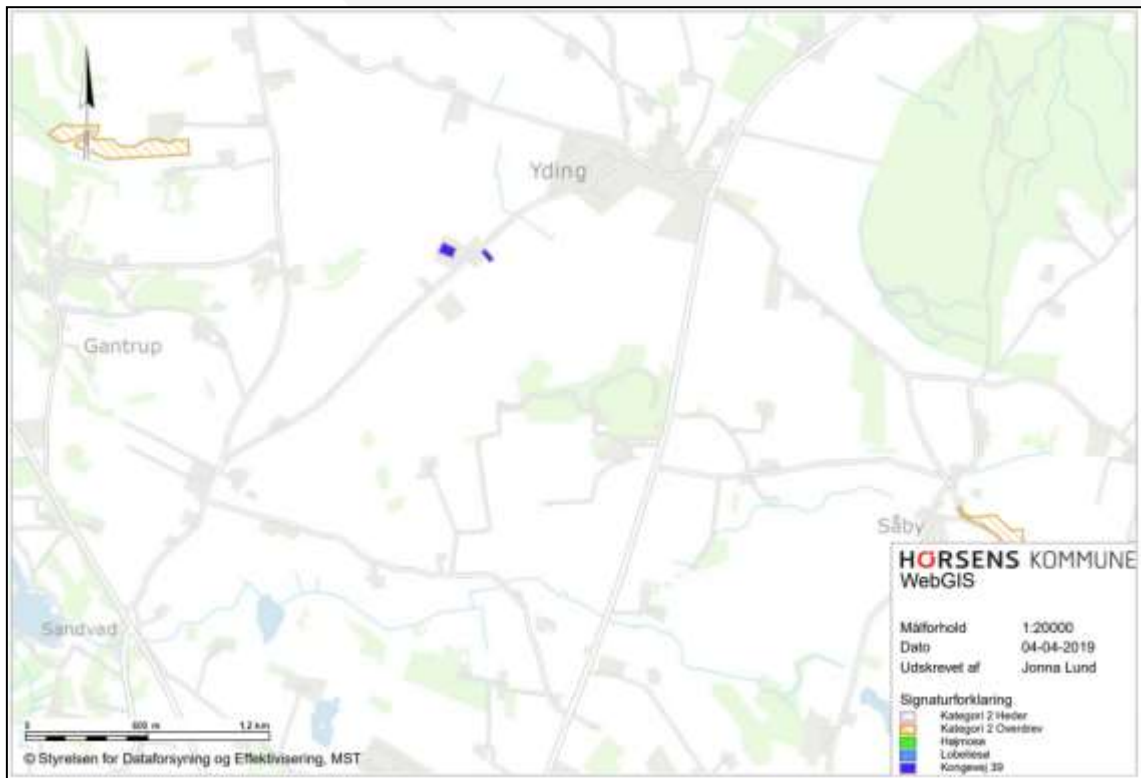 Yding
Gantrup
Såby
Sandvad
HORSENS KOMMUNE
WebGIS
Målforhold 1:20000
Dato 04-04-2019
Udskrevet af Jonna Lund
Signaturforklaring
Kategori 2 Heder
Kategori 2 Overdrev
Højmose
Lobeliesø
Kongevej 39
0 600 m 1.2 km
© Styrelsen for Dataforsyning og Effektivisering, MST